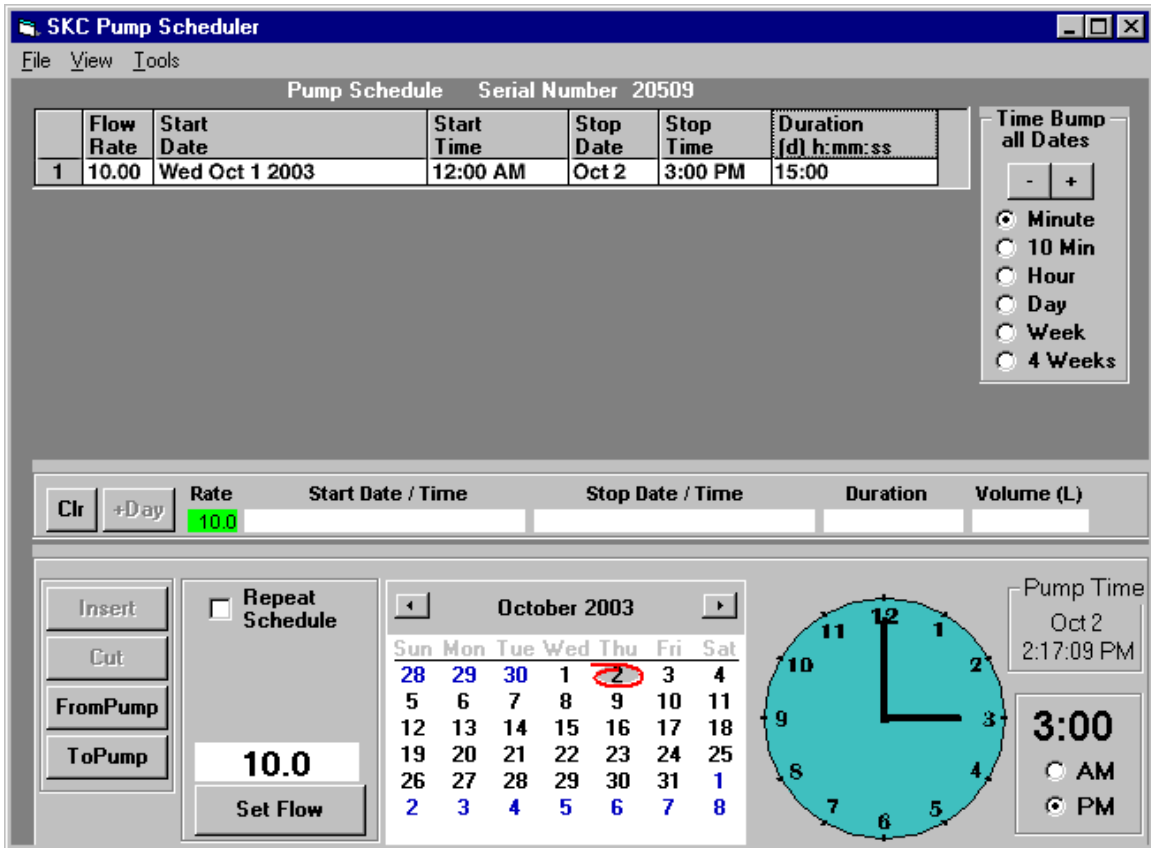 SKC Pump Scheduler
File View Tools
Pump Schedule Serial Number 20509
Flow Rate Start Date Start Time Stop Date Stop Time Duration (d) h:mm:ss
1 10.00 Wed Oct 1 2003 12:00 AM Oct 2 3:00 PM 15:00
Time Bump
all Dates
- +
Minute
10 Min
Hour
Day
Week
4 Weeks
Clr +Day Rate Start Date / Time Stop Date / Time Duration Volume (L)
10.0
Insert
Cut
FromPump
ToPump
Repeat
Schedule
10.0
Set Flow
October 2003
Sun Mon Tue Wed Thu Fri Sat
28 29 30 1 2 3 4
5 6 7 8 9 10 11
12 13 14 15 16 17 18
19 20 21 22 23 24 25
26 27 28 29 30 31 1
2 3 4 5 6 7 8
12
1
2
3
4
5
6
7
8
9
10
11
Pump Time
Oct 2
2:17:09 PM
3:00
AM
PM